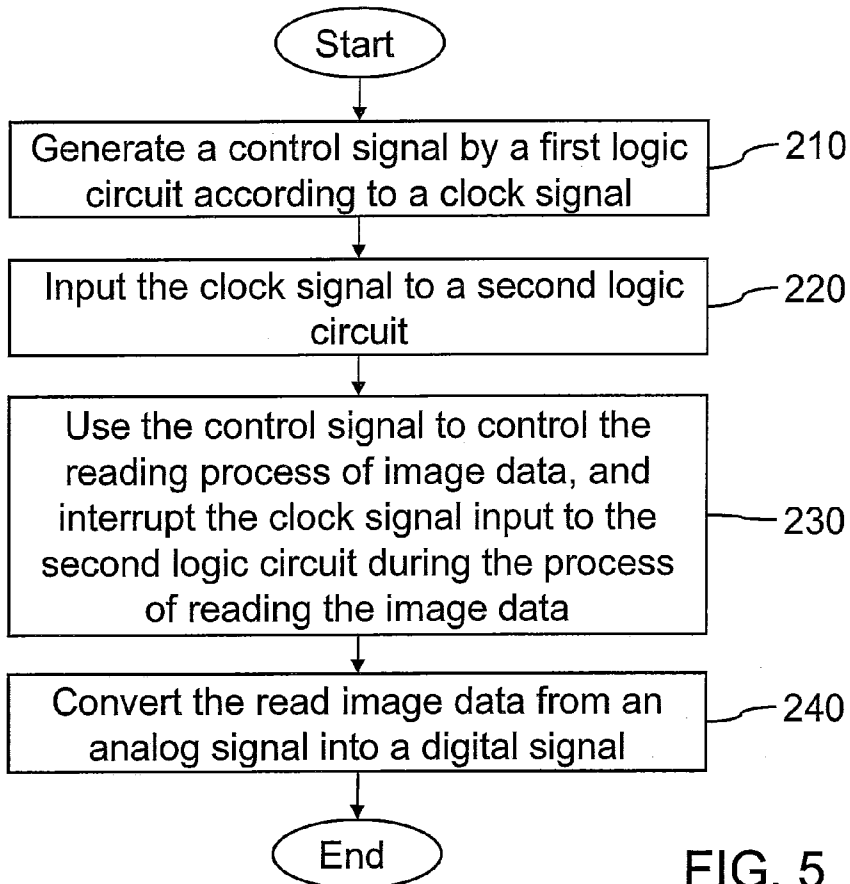 Start
Generate a control signal by a first logic
circuit according to a clock signal
210
Input the clock signal to a second logic
circuit
220
Use the control signal to control the
reading process of image data, and
interrupt the clock signal input to the
second logic circuit during the process
of reading the image data
230
Convert the read image data from an
analog signal into a digital signal
240
End
FIG. 5